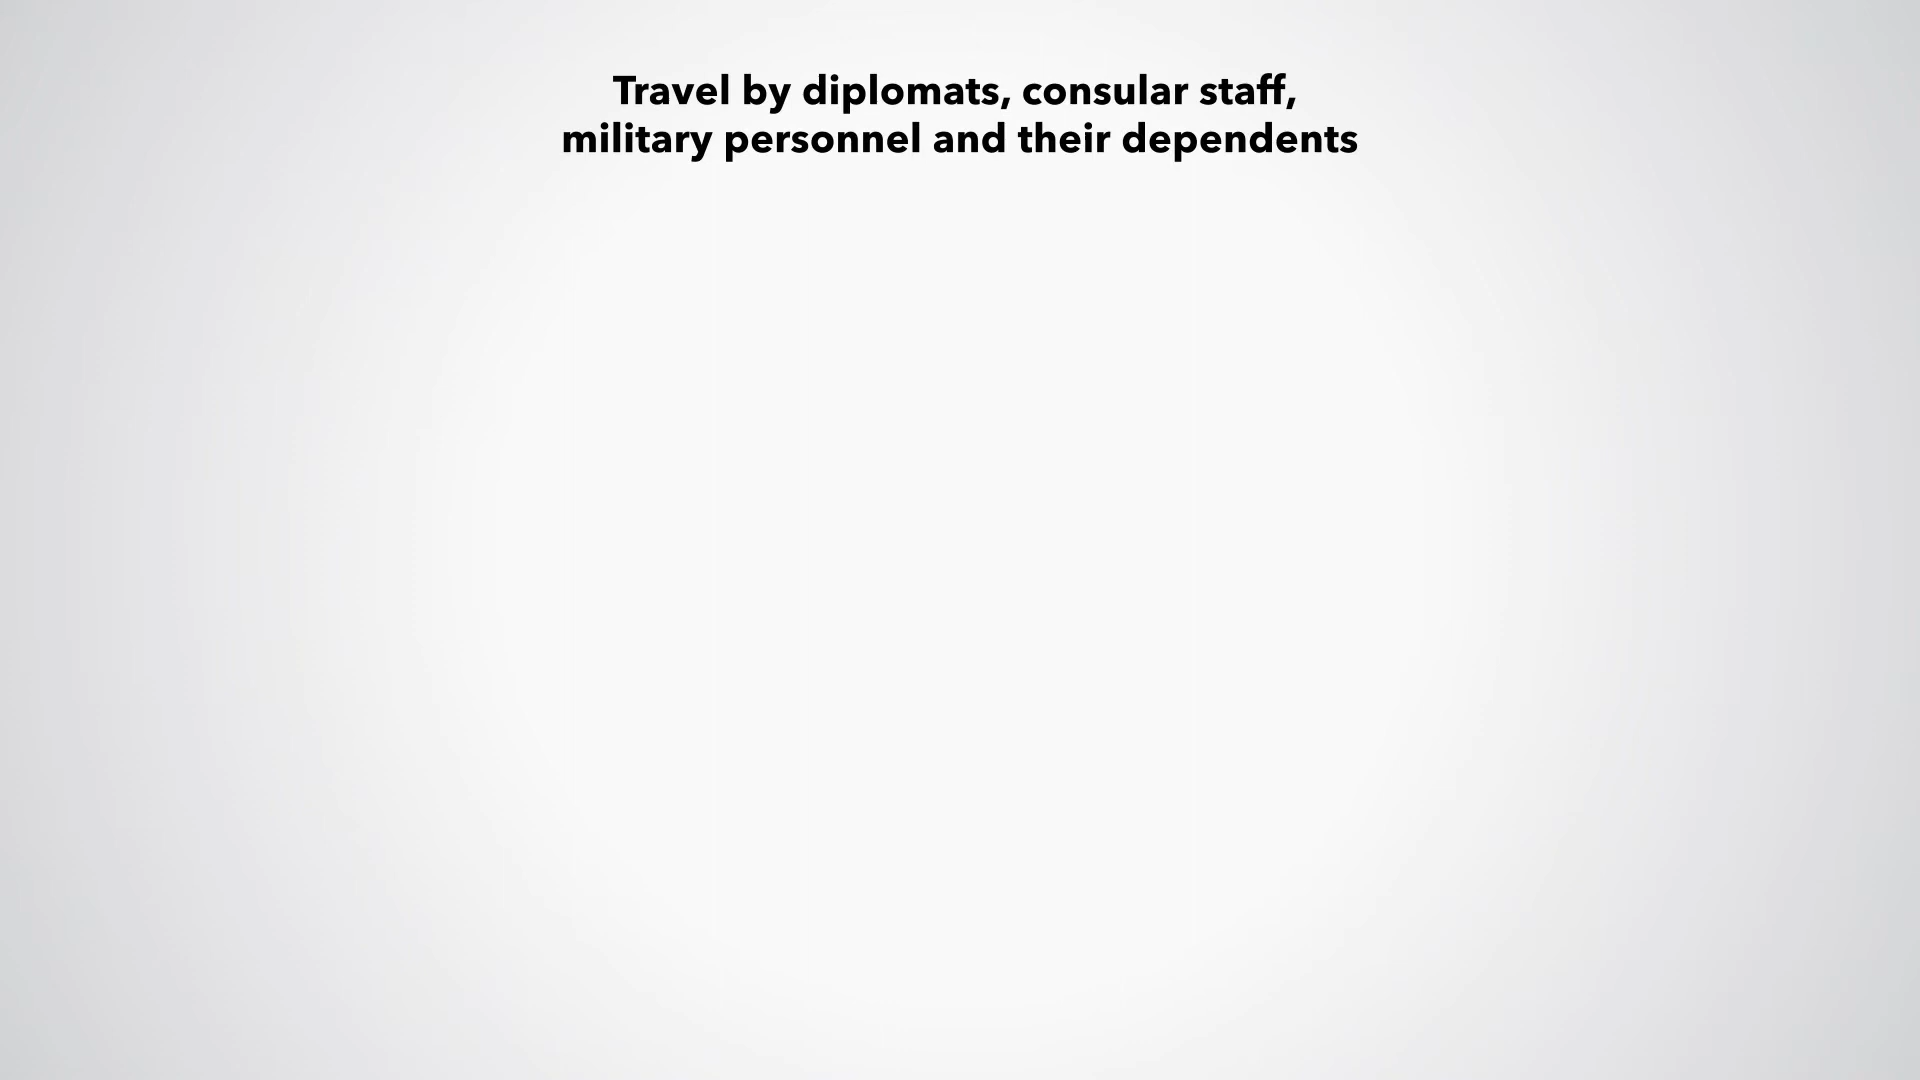 Travel by diplomats, consular staff,
military personnel and their dependents